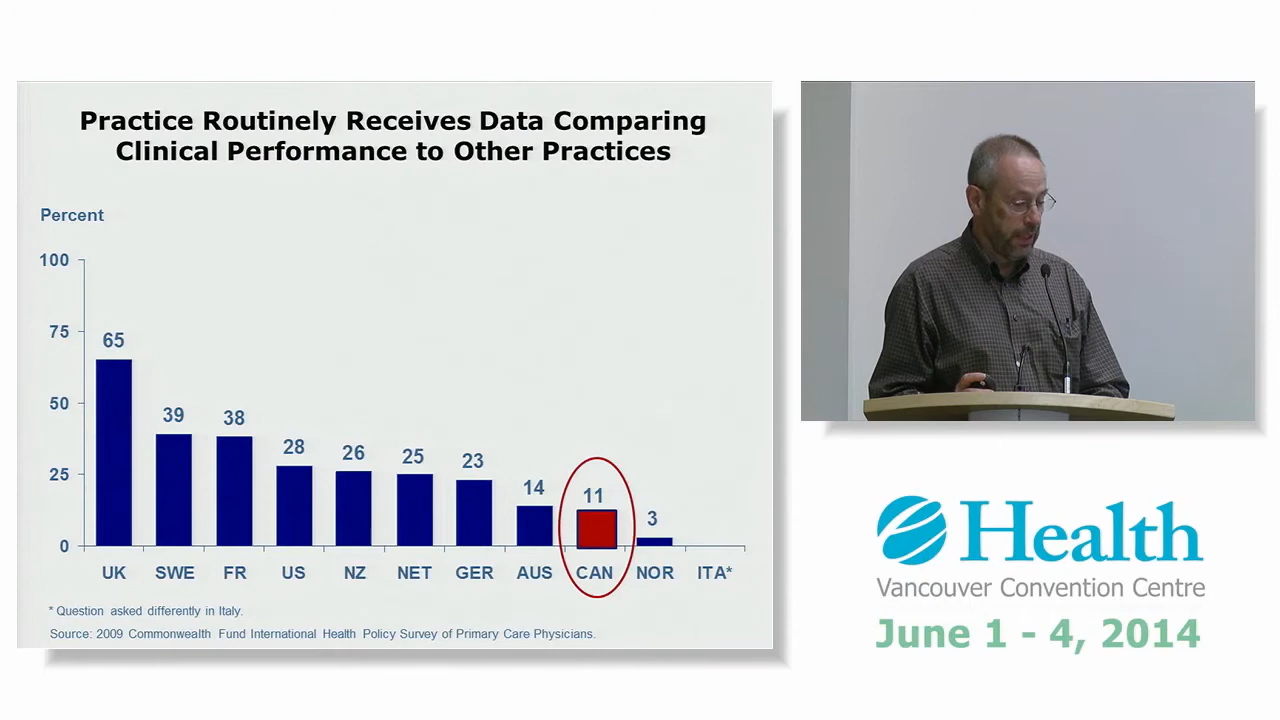 Practice Routinely Receives Data Comparing
Clinical Performance to Other Practices
Percent
100
75
50
25
0
65
39
38
28
26
25
23
14
11
3
UK SWE FR US NZ NET GER AUS CAN NOR ITA*
* Question asked differently in Italy.
Source: 2009 Commonwealth Fund International Health Policy Survey of Primary Care Physicians.
eHealth
Vancouver Convention Centre
June 1 - 4, 2014